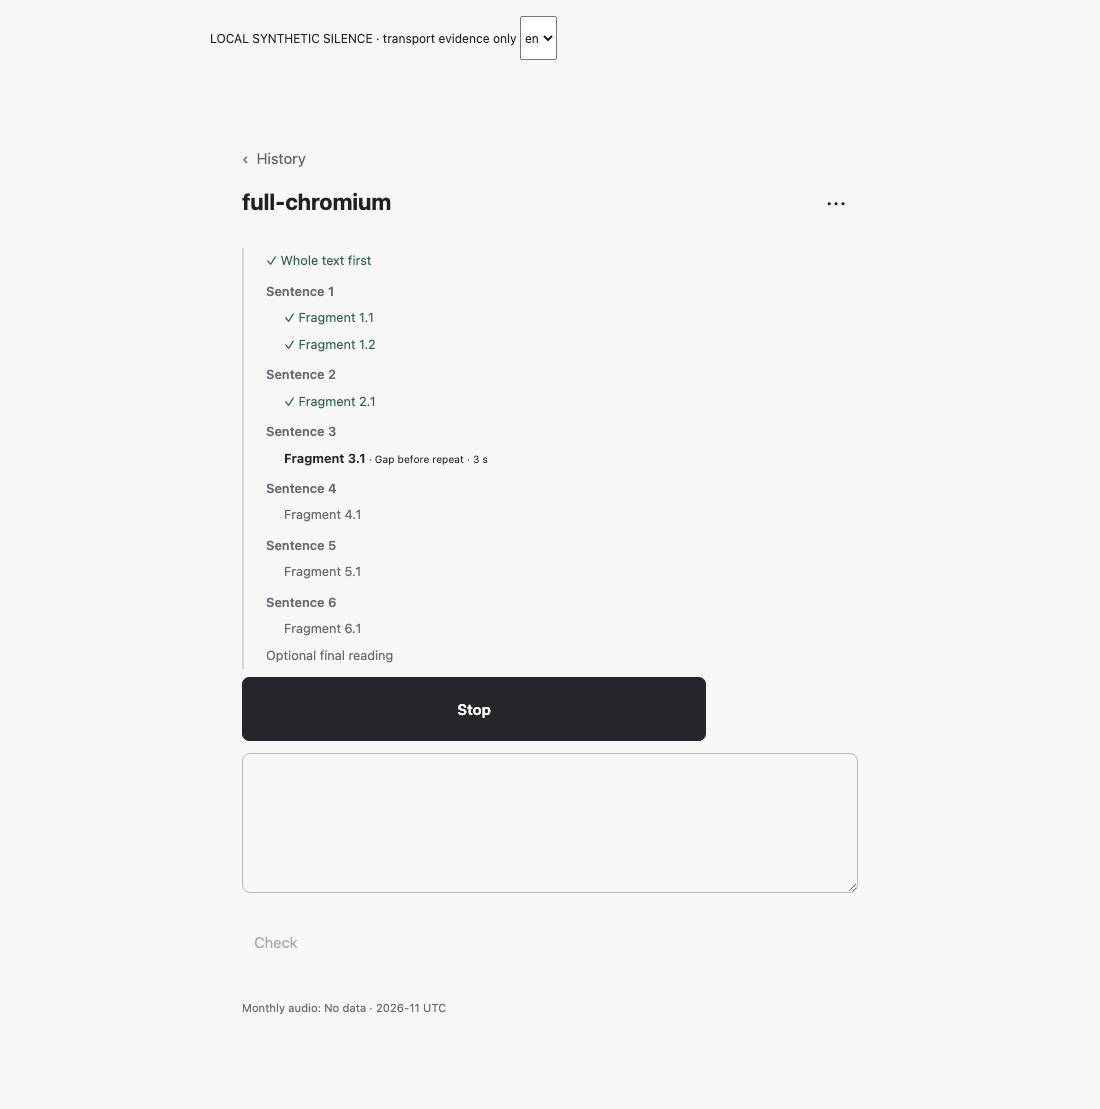 LOCAL SYNTHETIC SILENCE · transport evidence only en
‹ History
full-chromium
...
✓ Whole text first
Sentence 1
✓ Fragment 1.1
✓ Fragment 1.2
Sentence 2
✓ Fragment 2.1
Sentence 3
Fragment 3.1 · Gap before repeat · 3 s
Sentence 4
Fragment 4.1
Sentence 5
Fragment 5.1
Sentence 6
Fragment 6.1
Optional final reading
Stop
Check
Monthly audio: No data · 2026-11 UTC